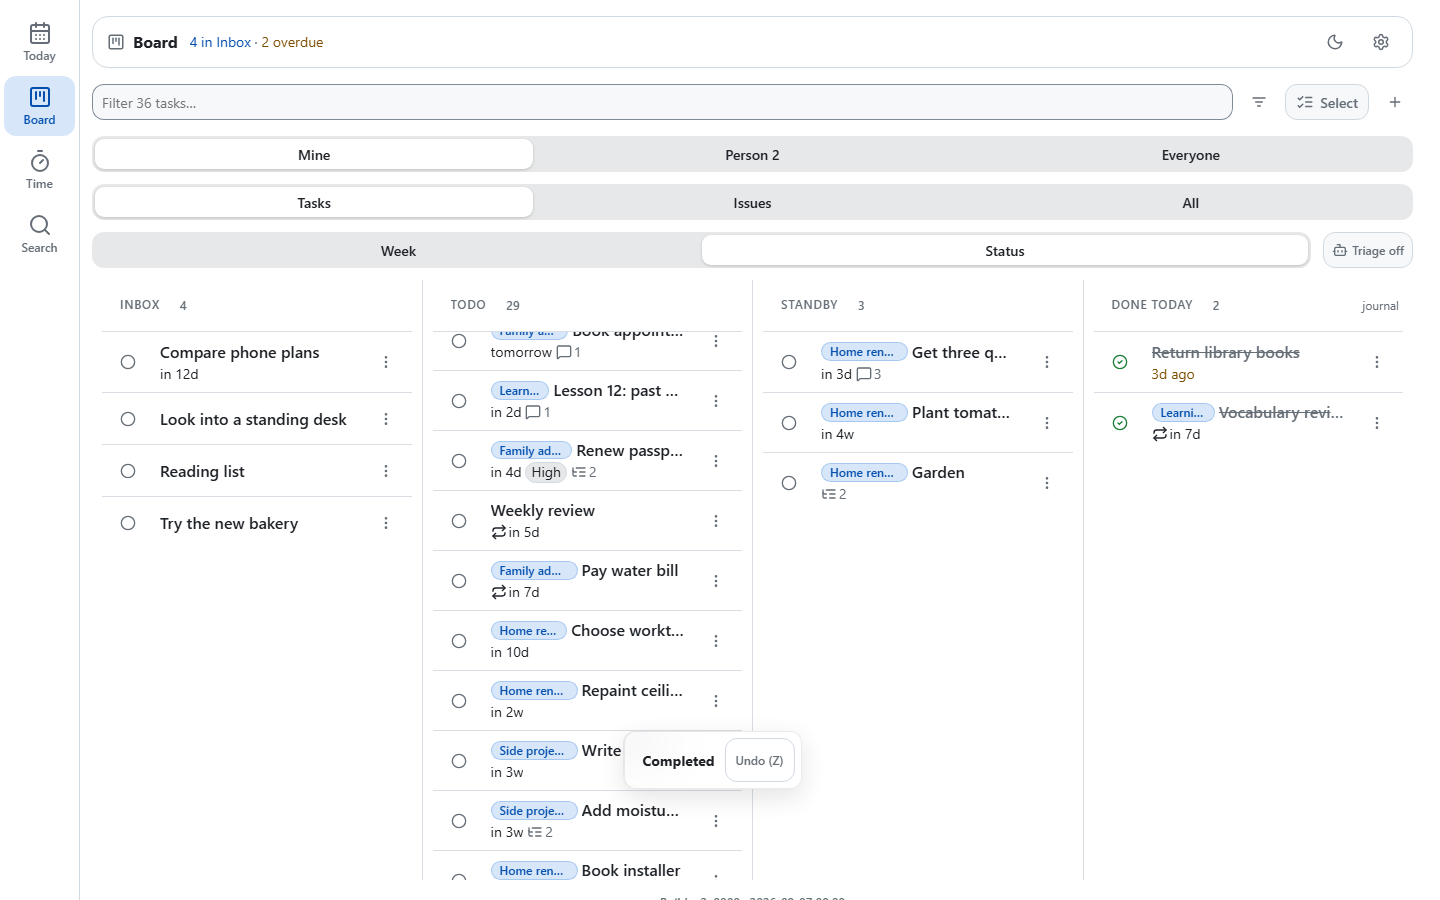 Today
Board
Time
Search
Board 4 in Inbox · 2 overdue
Filter 36 tasks...
Select
Mine
Person 2
Everyone
Tasks
Issues
All
Week
Status
Triage off
INBOX 4
Compare phone plans
in 12d
Look into a standing desk
Reading list
Try the new bakery
TODO 29
Family a... Book appoint...
tomorrow 1
Learn... Lesson 12: past ...
in 2d 1
Family ad... Renew passp...
in 4d High 2
Weekly review
in 5d
Family ad... Pay water bill
in 7d
Home re... Choose workt...
in 10d
Home ren... Repaint ceili...
in 2w
Side proje... Write
in 3w
Side proje... Add moistu...
in 3w 2
Home ren... Book installer
STANDBY 3
Home ren... Get three q...
in 3d 3
Home ren... Plant tomat...
in 4w
Home ren... Garden
2
DONE TODAY 2
journal
Return library books
3d ago
Learni... Vocabulary revi...
in 7d
Completed
Undo (Z)